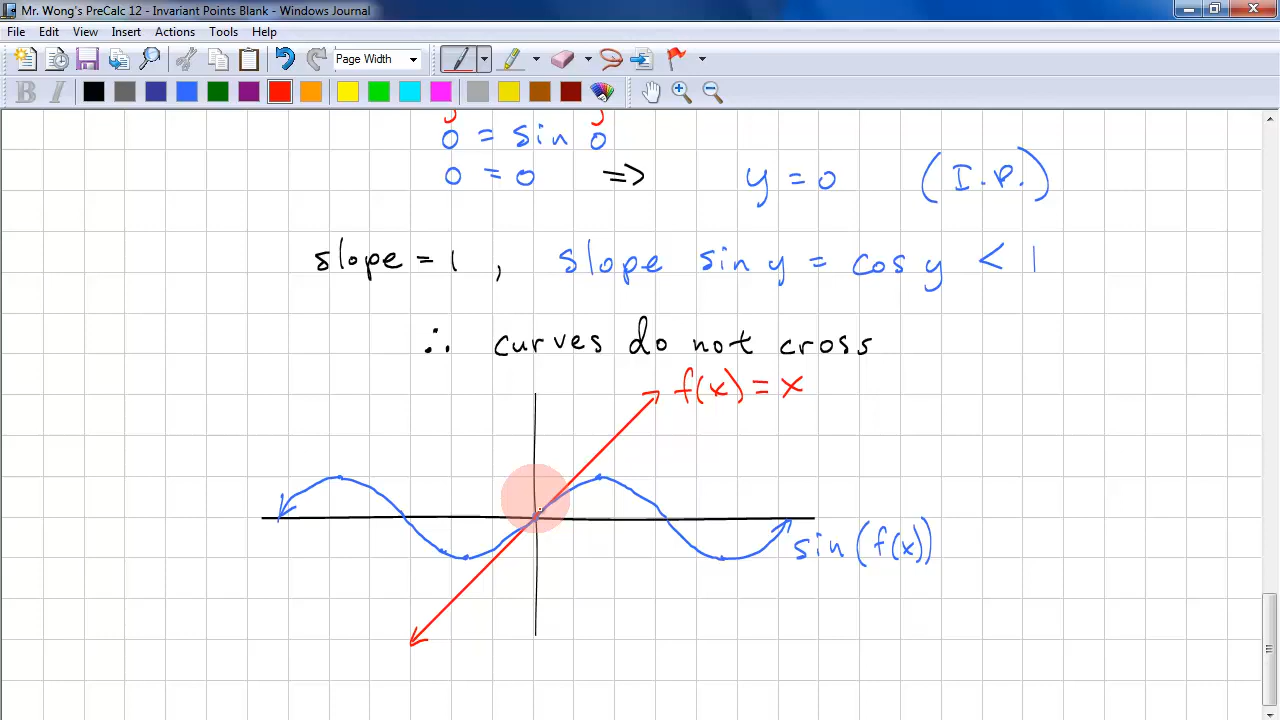 Mr. Wong's PreCalc 12 - Invariant Points Blank - Windows Journal
File Edit View Insert Actions Tools Help
Page Width
B I
0 = sin 0
0 = 0 => y = 0 (I.P.)
slope = 1 , slope sin y = cos y < 1
∴ curves do not cross
f(x) = x
sin (f(x))